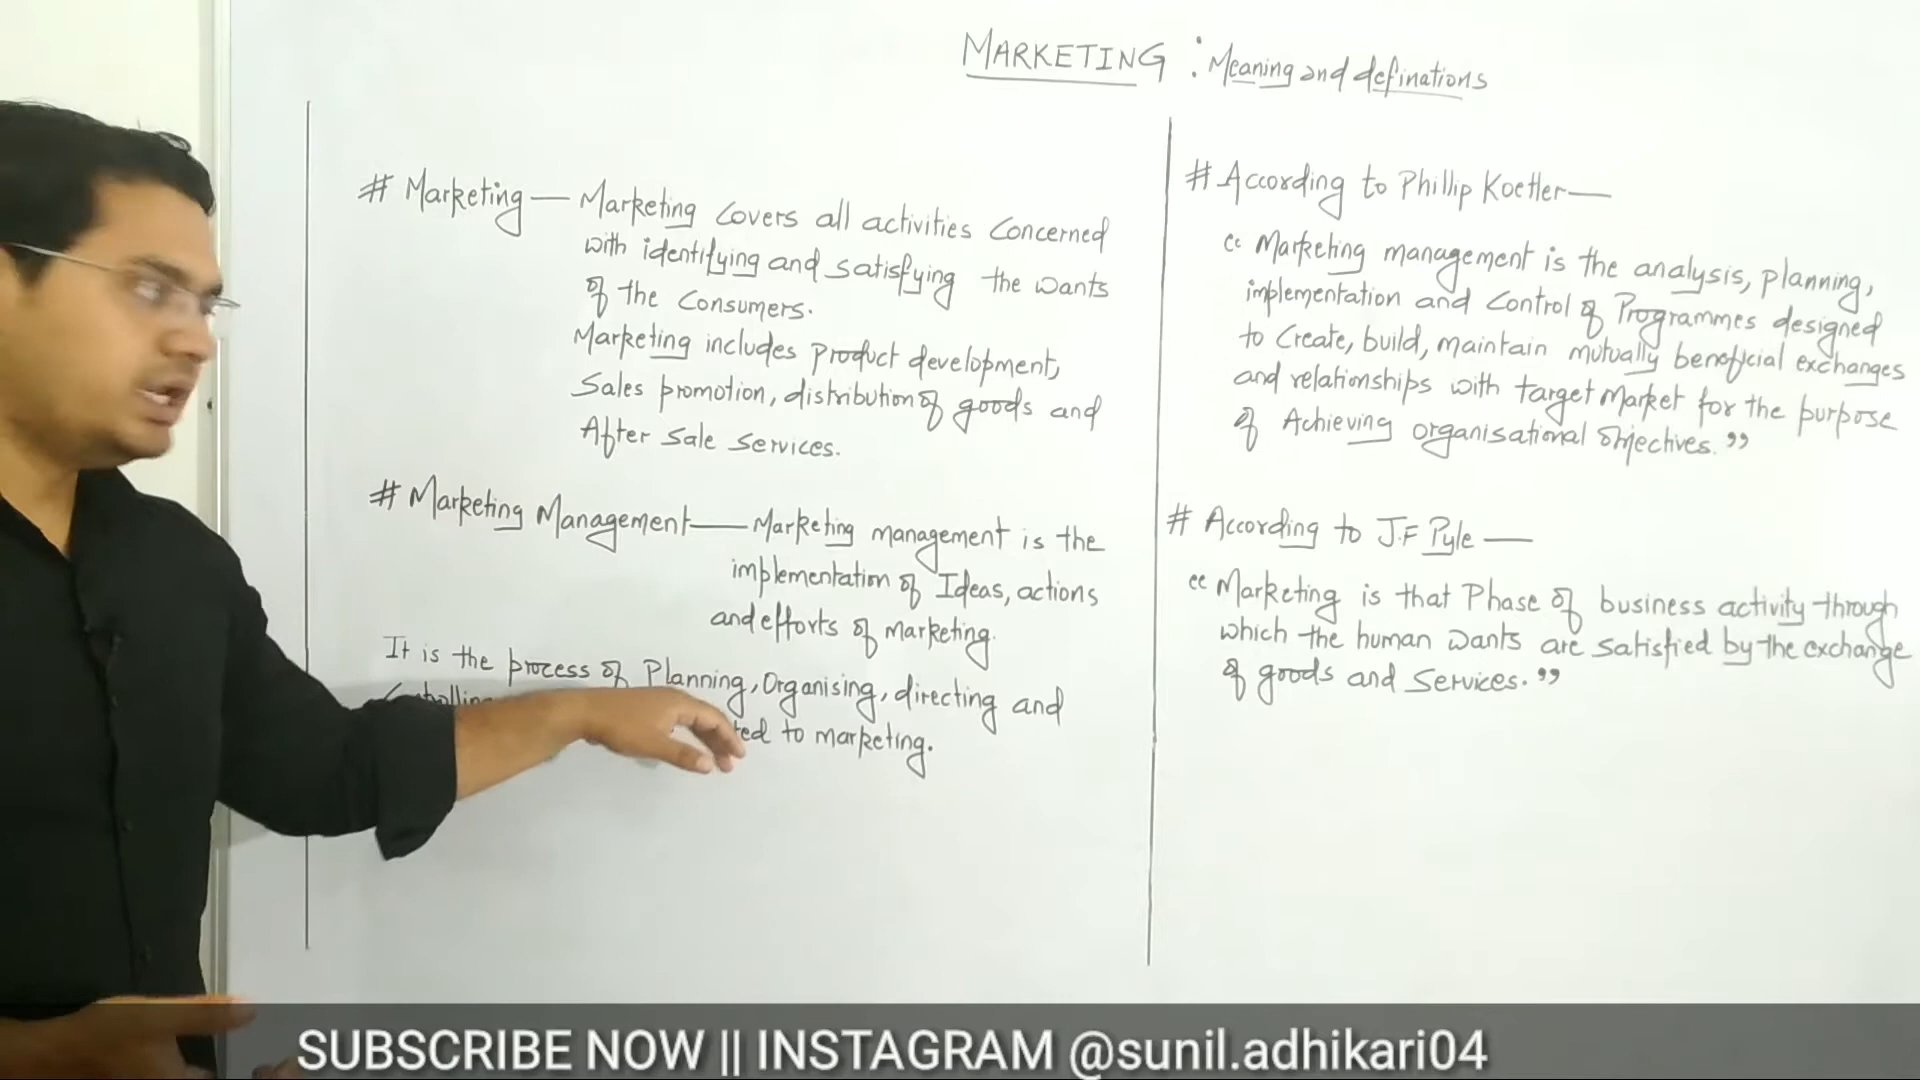 MARKETING : Meaning and definations
# Marketing — Marketing covers all activities concerned
with identifying and satisfying the wants
of the consumers.
Marketing includes product development,
Sales promotion, distribution of goods and
After sale services.
# Marketing Management — Marketing management is the
implementation of Ideas, actions
and efforts of marketing.
It is the process of Planning, Organising, directing and
to marketing.
# According to Phillip Koetler —
“ Marketing management is the analysis, planning,
implementation and control of Programmes designed
to create, build, maintain mutually beneficial exchanges
and relationships with target Market for the purpose
of Achieving organisational Objectives.”
# According to J.F Pyle —
“ Marketing is that Phase of business activity through
which the human wants are satisfied by the exchange
of goods and services.”
SUBSCRIBE NOW || INSTAGRAM @sunil.adhikari04